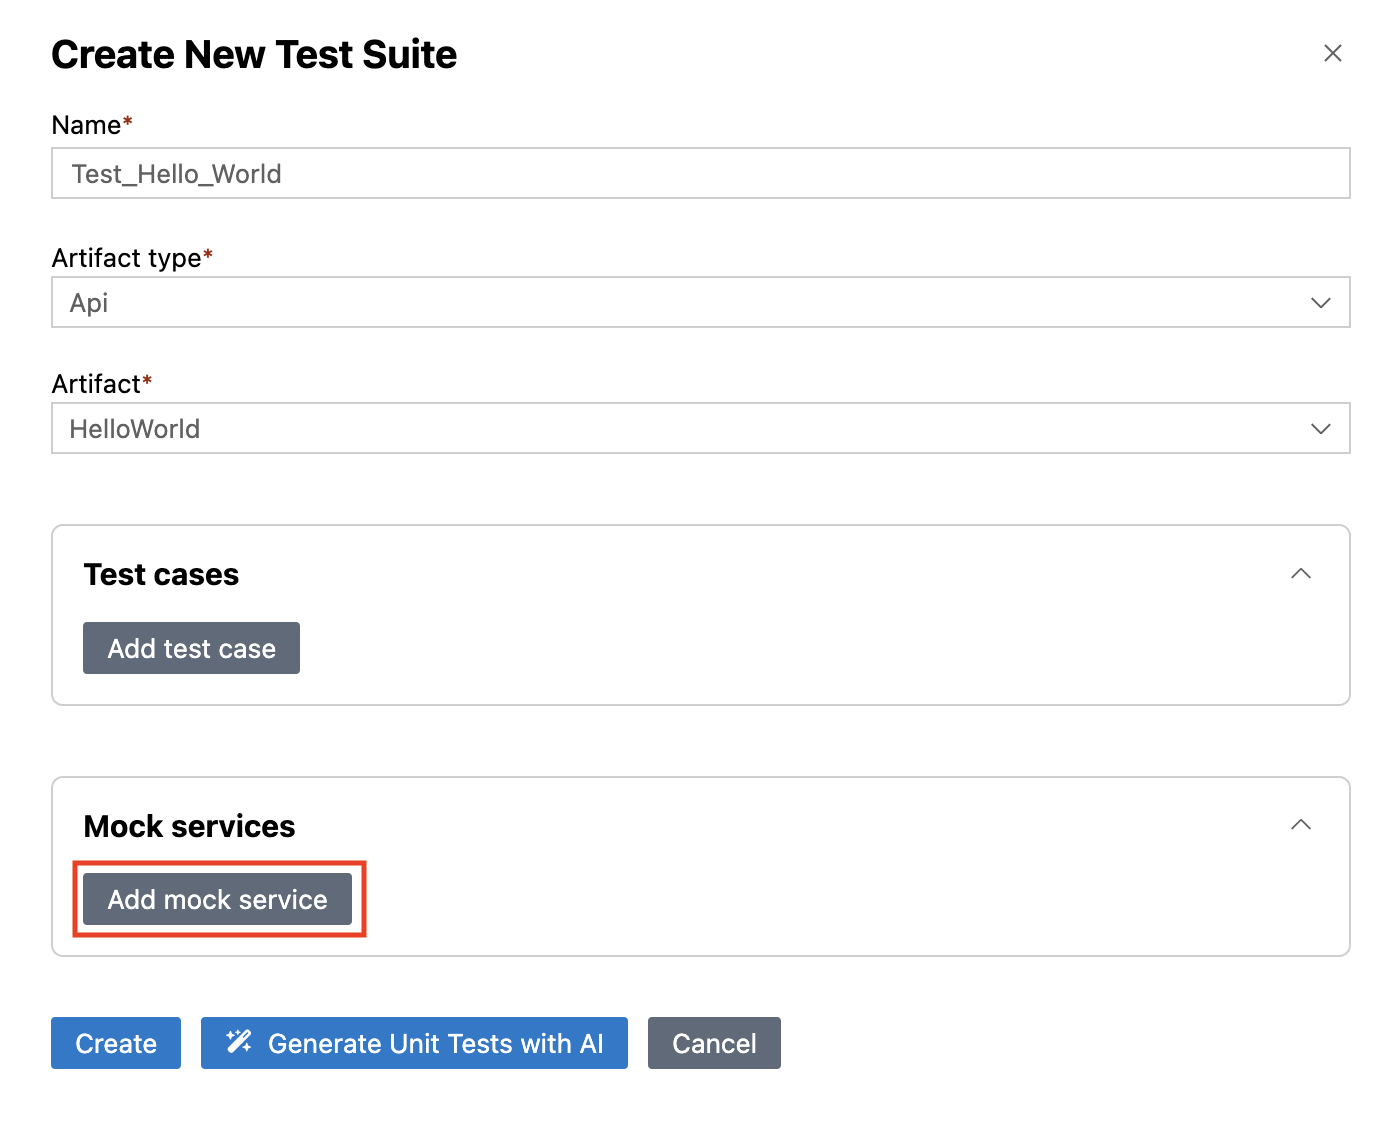 Create New Test Suite
Name*
Test_Hello_World
Artifact type*
Api
Artifact*
HelloWorld
Test cases
Add test case
Mock services
Add mock service
Create
Generate Unit Tests with AI
Cancel